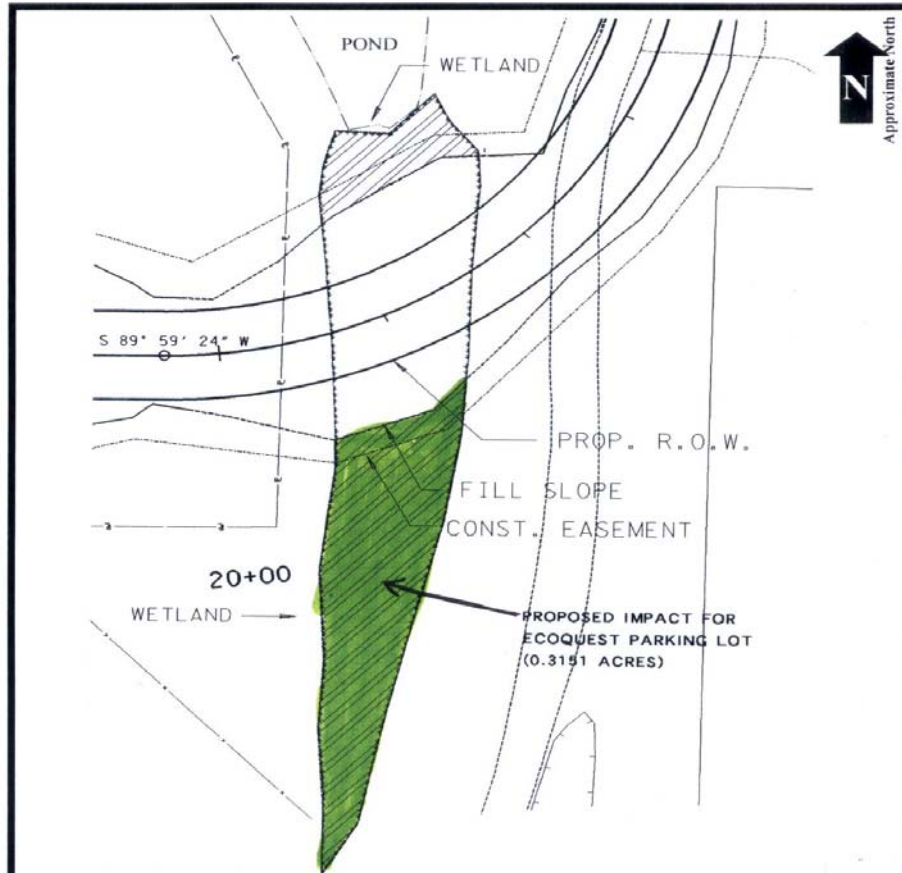 POND
WETLAND
N
Approximate North
S 89° 59' 24" W
PROP. R.O.W.
FILL SLOPE
CONST. EASEMENT
20+00
WETLAND
PROPOSED IMPACT FOR
ECOQUEST PARKING LOT
(0.3151 ACRES)